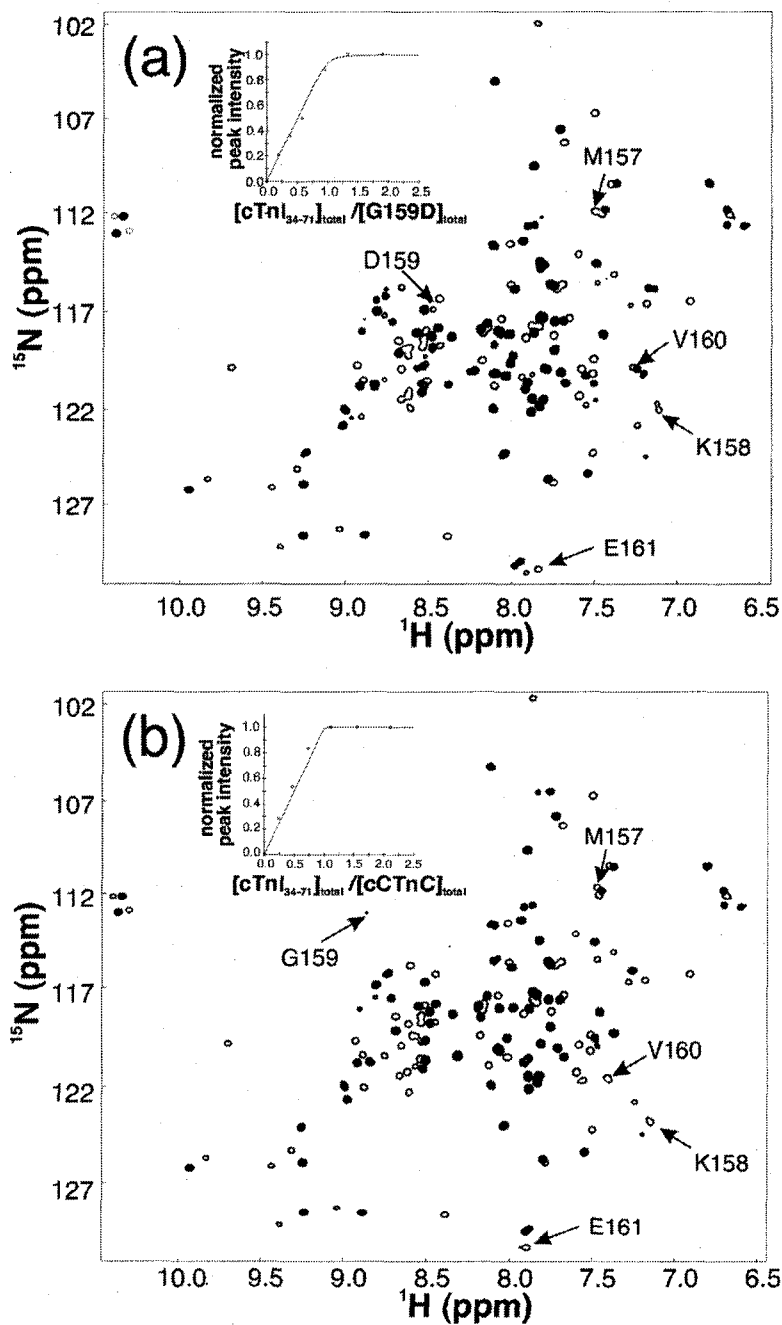 (a)
102
107
112
117
122
127
¹⁵N (ppm)
normalized
peak intensity
1.0
0.8
0.6
0.4
0.2
0.0
0.0 0.5 1.0 1.5 2.0 2.5
[cTnI₃₄₋₇₁]total /[G159D]total
M157
D159
V160
K158
E161
10.0 9.5 9.0 8.5 8.0 7.5 7.0 6.5
¹H (ppm)
(b)
102
107
112
117
122
127
¹⁵N (ppm)
normalized
peak intensity
1.0
0.8
0.6
0.4
0.2
0.0
0.0 0.5 1.0 1.5 2.0 2.5
[cTnI₃₄₋₇₁]total /[cCTnC]total
M157
G159
V160
K158
E161
10.0 9.5 9.0 8.5 8.0 7.5 7.0 6.5
¹H (ppm)